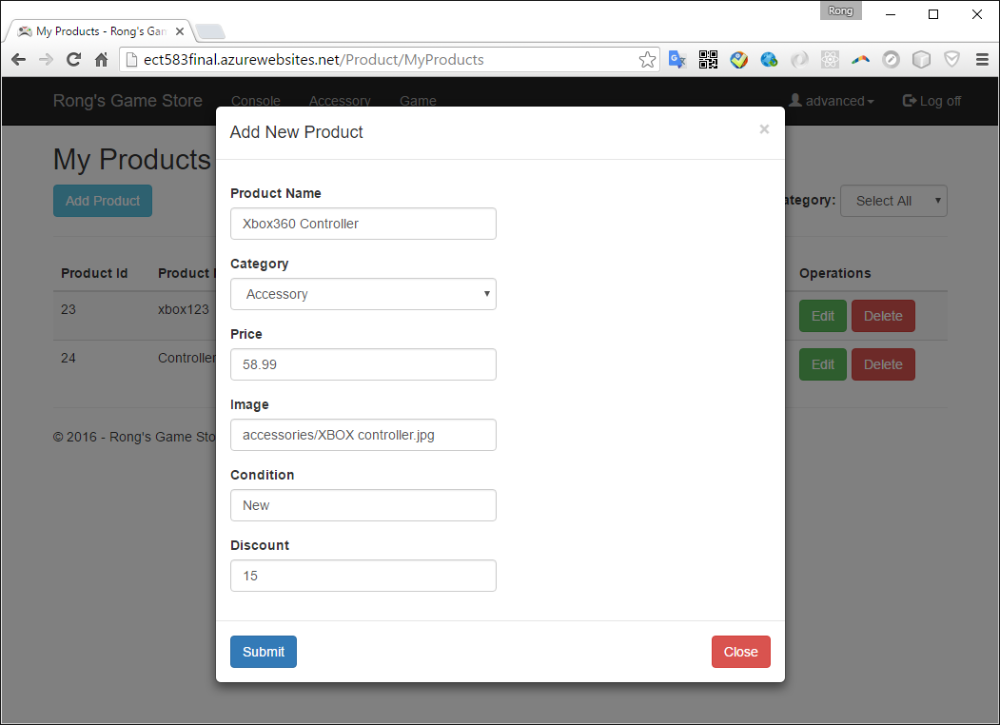 Rong
My Products - Rong's Gam
ect583final.azurewebsites.net/Product/MyProducts
Rong's Game Store Console Accessory Game advanced Log off
Add New Product ×
My Products
Add Product
ategory: Select All
Product Name
Xbox360 Controller
Category
Accessory
Price
58.99
Image
accessories/XBOX controller.jpg
Condition
New
Discount
15
Submit Close
Product Id Product Operations
23 xbox123 Edit Delete
24 Controller Edit Delete
© 2016 - Rong's Game Sto